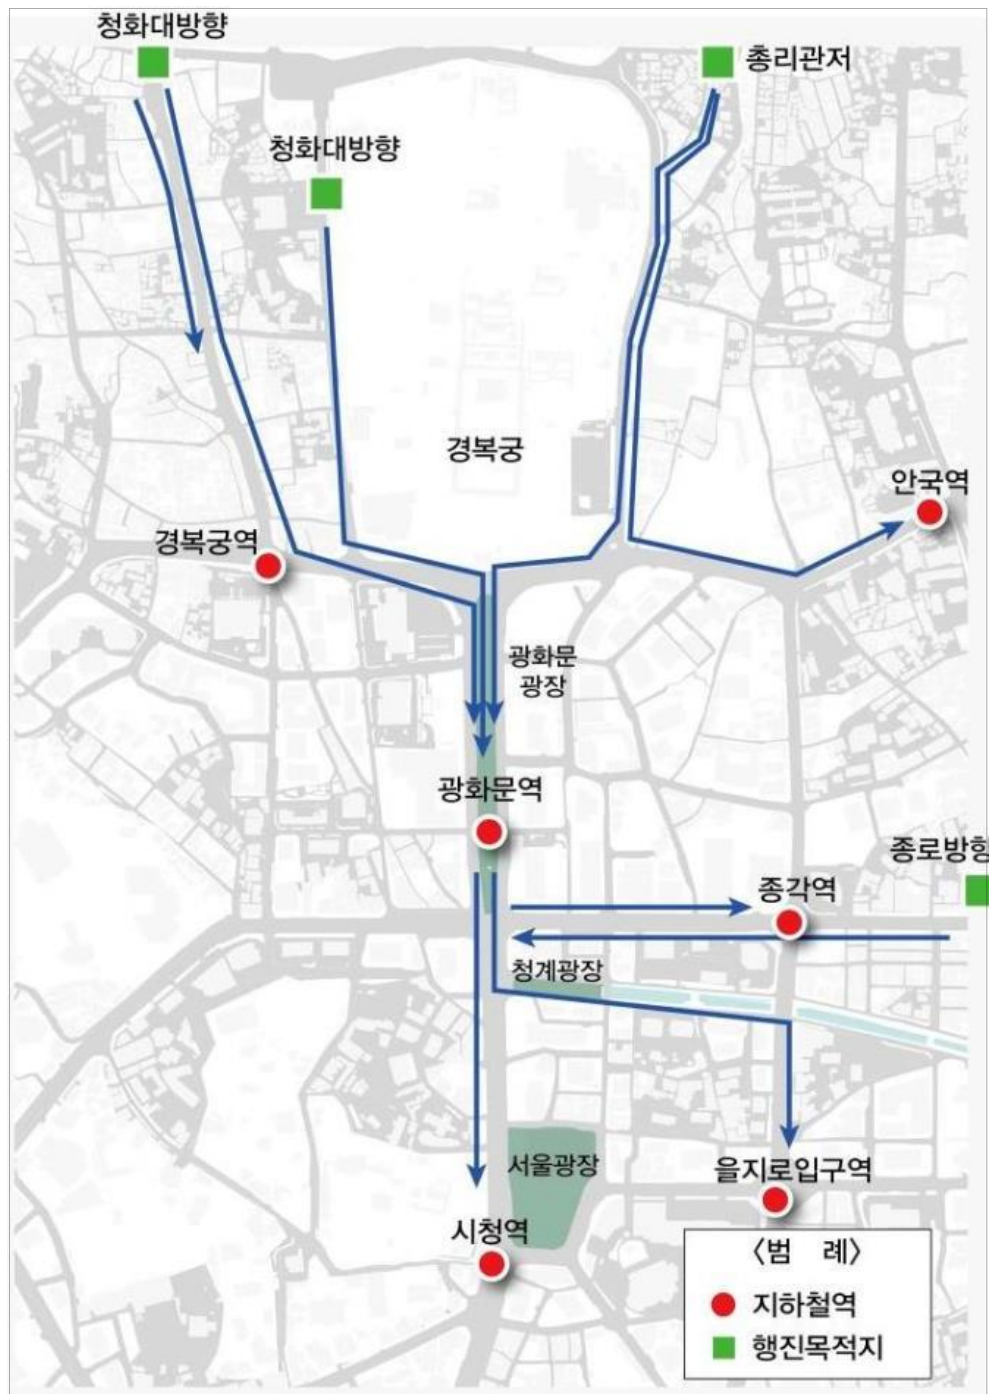 청화대방향
총리관저
청화대방향
경복궁
안국역
경복궁역
광화문
광장
광화문역
종로방향
종각역
청계광장
서울광장
을지로입구역
시청역
〈범 례〉
지하철역
행진목적지